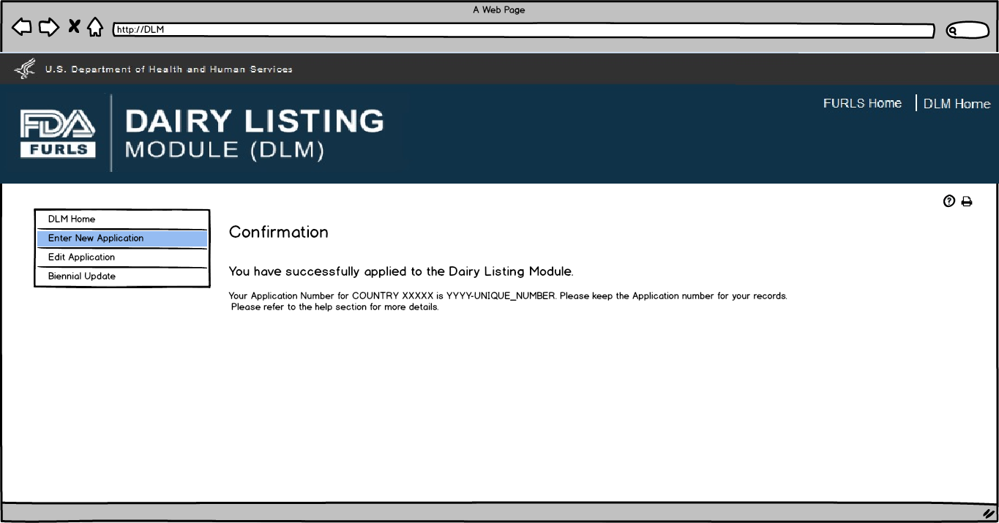 A Web Page
http://DLM
U.S. Department of Health and Human Services
FURLS Home
DLM Home
FDA
FURLS
DAIRY LISTING
MODULE (DLM)
DLM Home
Enter New Application
Edit Application
Biennial Update
Confirmation
You have successfully applied to the Dairy Listing Module.
Your Application Number for COUNTRY XXXXX is YYYY-UNIQUE_NUMBER. Please keep the Application number for your records.
Please refer to the help section for more details.